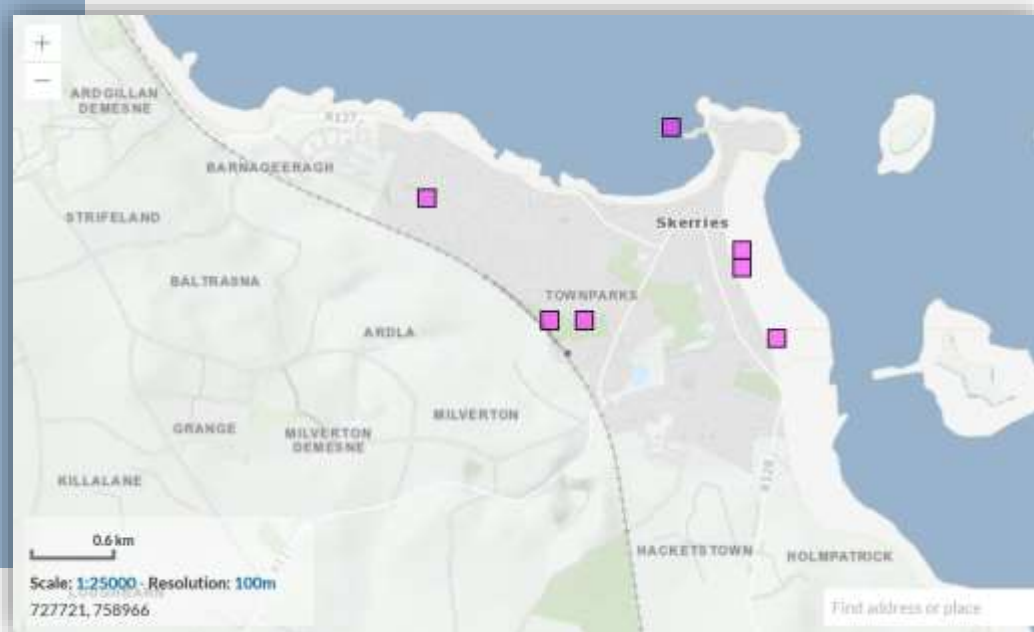 +
−
ARDGILLAN
DEMESNE
R127
BARNAGEERAGH
STRIFELAND
Skerries
BALTRASNA
TOWNPARKS
ARDLA
MILVERTON
GRANGE
MILVERTON
DEMESNE
KILLALANE
R128
0.6 km
HACKETSTOWN
HOLMPATRICK
Scale: 1:25000 - Resolution: 100m
727721, 758966
Find address or place